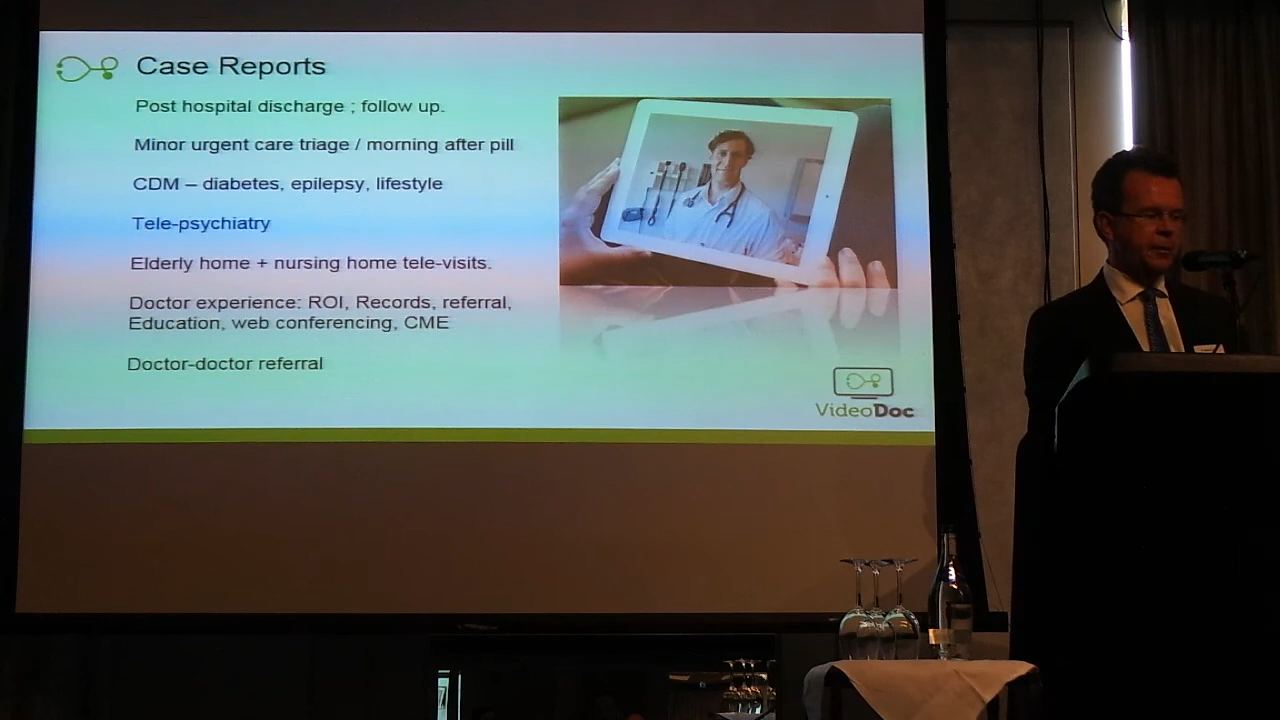 Case Reports
Post hospital discharge ; follow up.
Minor urgent care triage / morning after pill
CDM – diabetes, epilepsy, lifestyle
Tele-psychiatry
Elderly home + nursing home tele-visits.
Doctor experience: ROI, Records, referral,
Education, web conferencing, CME
Doctor-doctor referral
VideoDoc